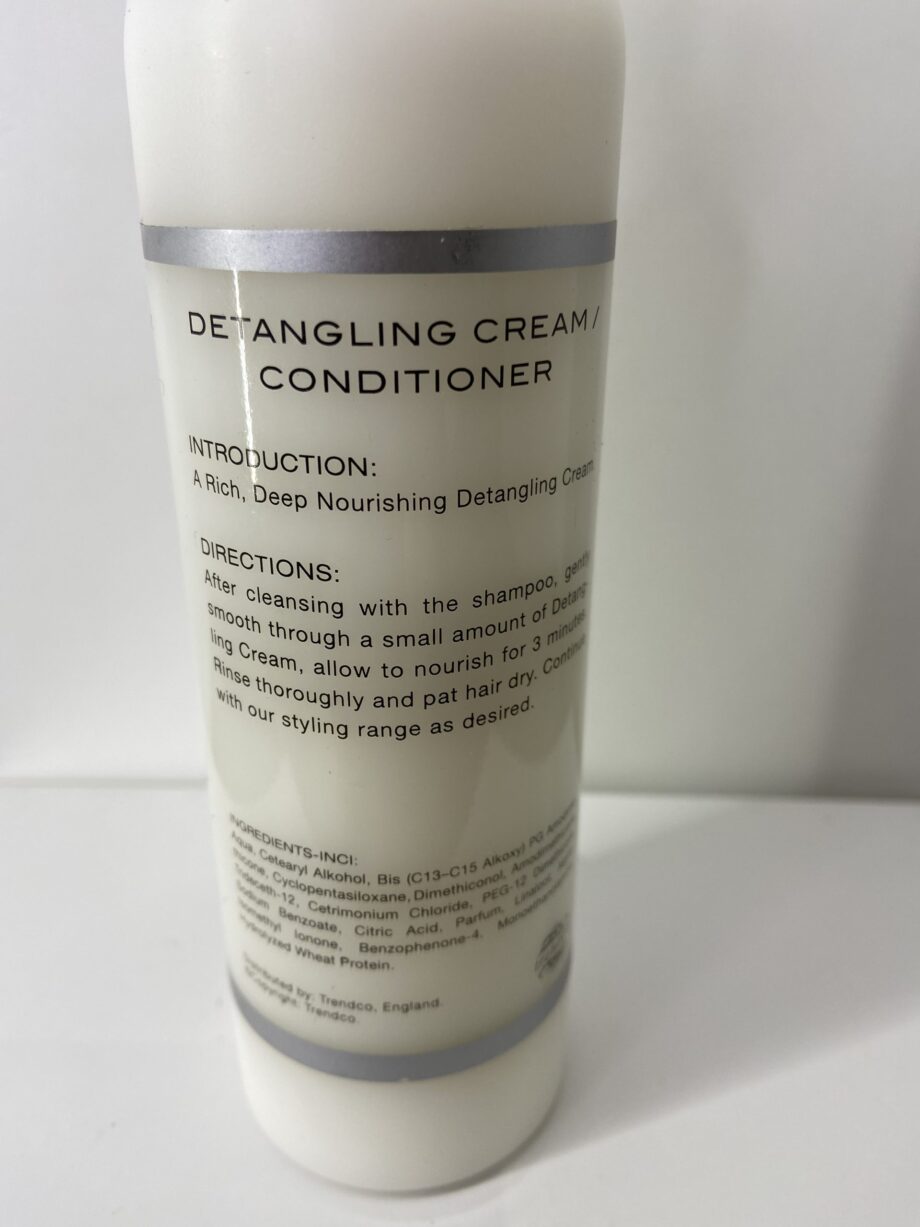 DETANGLING CREAM/
CONDITIONER
INTRODUCTION:
A Rich, Deep Nourishing Detangling Cream
DIRECTIONS:
After cleansing with the shampoo, gently
smooth through a small amount of Detang-
ling Cream, allow to nourish for 3 minutes.
Rinse thoroughly and pat hair dry. Continue
with our styling range as desired.
INGREDIENTS-INCI:
Aqua, Cetearyl Alcohol, Bis (C13-C15 Alkoxy) PG
Cyclopentasiloxane, Dimethiconol,
Cetrimonium Chloride, PEG-12
Sodium Benzoate, Citric Acid, Parfum, Linalool,
Ionone, Benzophenone-4,
Hydrolyzed Wheat Protein.
Distributed by: Trendco, England.
©Copyright: Trendco.